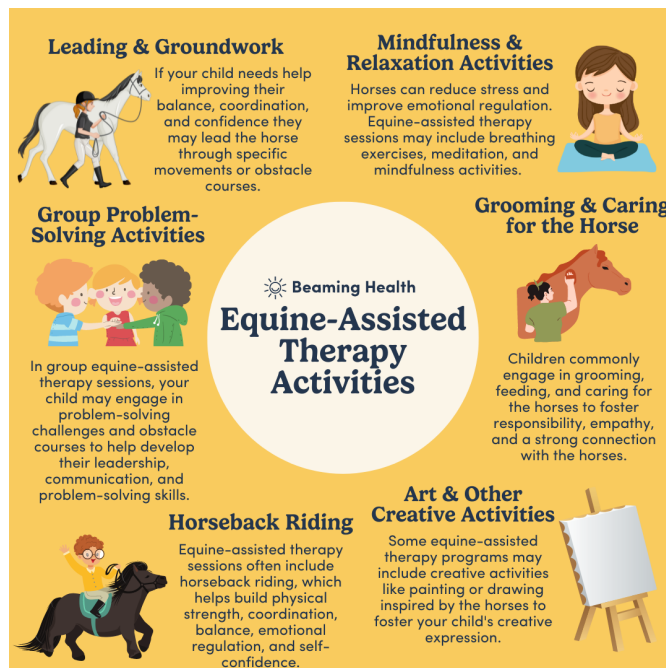 Leading & Groundwork
If your child needs help
improving their
balance, coordination,
and confidence they
may lead the horse
through specific
movements or obstacle
courses.
Mindfulness &
Relaxation Activities
Horses can reduce stress and
improve emotional regulation.
Equine-assisted therapy
sessions may include breathing
exercises, meditation, and
mindfulness activities.
Group Problem-
Solving Activities
In group equine-assisted
therapy sessions, your
child may engage in
problem-solving
challenges and obstacle
courses to help develop
their leadership,
communication, and
problem-solving skills.
Beaming Health
Equine-Assisted
Therapy
Activities
Grooming & Caring
for the Horse
Children commonly
engage in grooming,
feeding, and caring for
the horses to foster
responsibility, empathy,
and a strong connection
with the horses.
Horseback Riding
Equine-assisted therapy
sessions often include
horseback riding, which
helps build physical
strength, coordination,
balance, emotional
regulation, and self-
confidence.
Art & Other
Creative Activities
Some equine-assisted
therapy programs may
include creative activities
like painting or drawing
inspired by the horses to
foster your child's creative
expression.